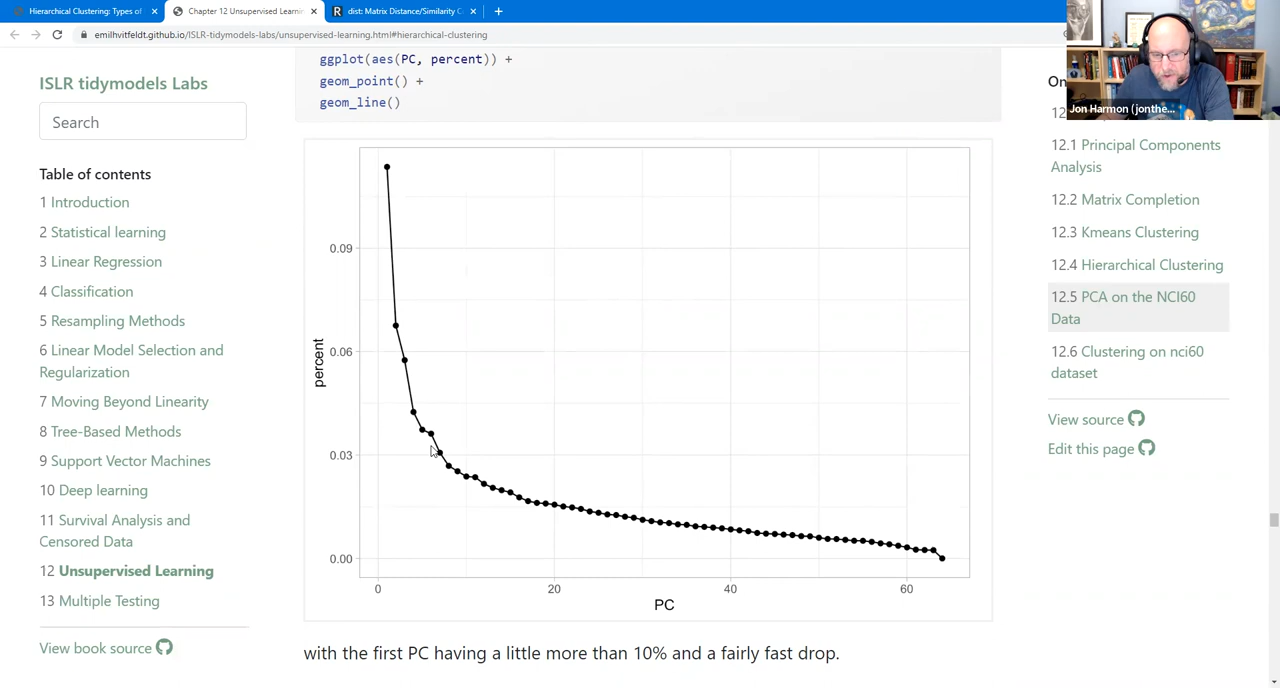 Hierarchical Clustering: Types of
Chapter 12 Unsupervised Learnin
dist: Matrix Distance/Similarity C
emilhvitfeldt.github.io/ISLR-tidymodels-labs/unsupervised-learning.html#hierarchical-clustering
Jon Harmon (jonthe...
ISLR tidymodels Labs
Search
Table of contents
1 Introduction
2 Statistical learning
3 Linear Regression
4 Classification
5 Resampling Methods
6 Linear Model Selection and
Regularization
7 Moving Beyond Linearity
8 Tree-Based Methods
9 Support Vector Machines
10 Deep learning
11 Survival Analysis and
Censored Data
12 Unsupervised Learning
13 Multiple Testing
View book source
ggplot(aes(PC, percent)) +
geom_point() +
geom_line()
percent
0.09
0.06
0.03
0.00
0
20
40
60
PC
with the first PC having a little more than 10% and a fairly fast drop.
On
12.1 Principal Components
Analysis
12.2 Matrix Completion
12.3 Kmeans Clustering
12.4 Hierarchical Clustering
12.5 PCA on the NCI60
Data
12.6 Clustering on nci60
dataset
View source
Edit this page